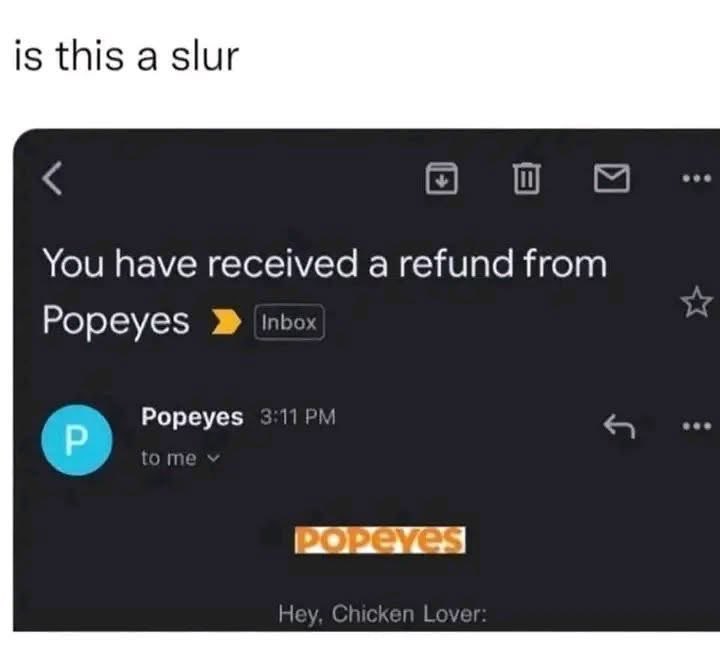 is this a slur
You have received a refund from
Popeyes Inbox
Popeyes 3:11 PM
P
to me
POPEYES
Hey, Chicken Lover: